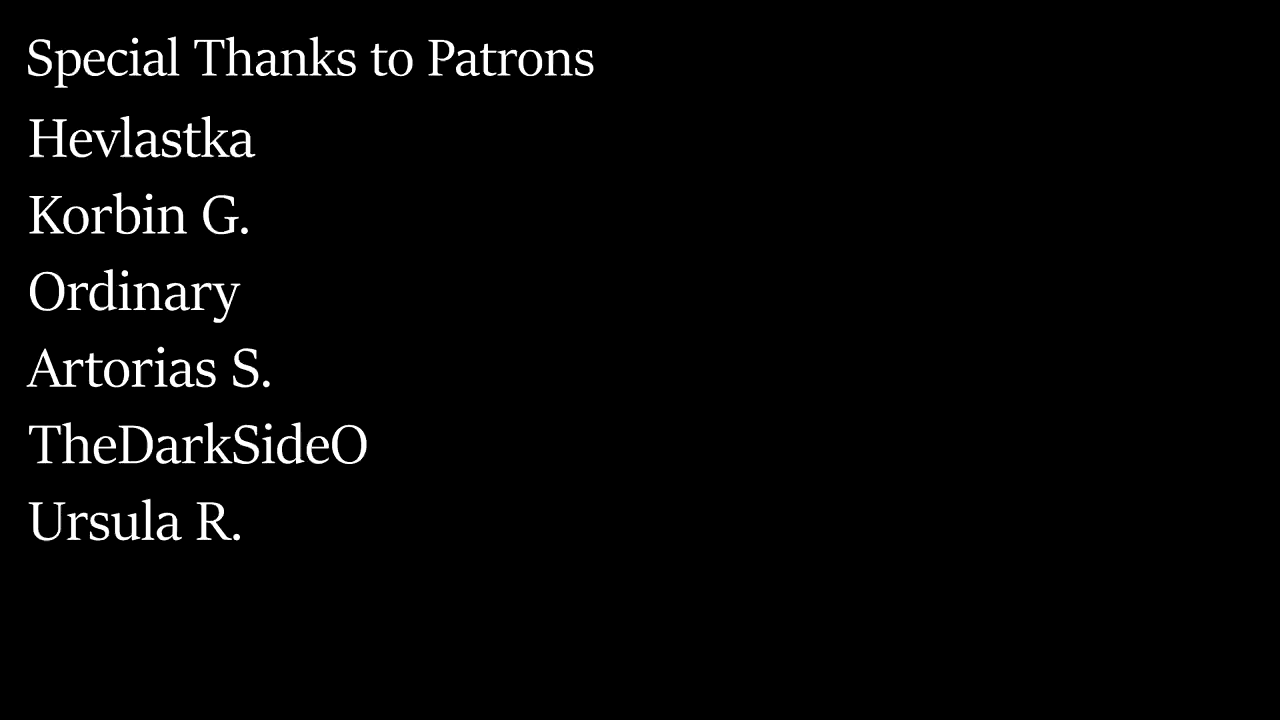 Special Thanks to Patrons
Hevlastka
Korbin G.
Ordinary
Artorias S.
TheDarkSideO
Ursula R.